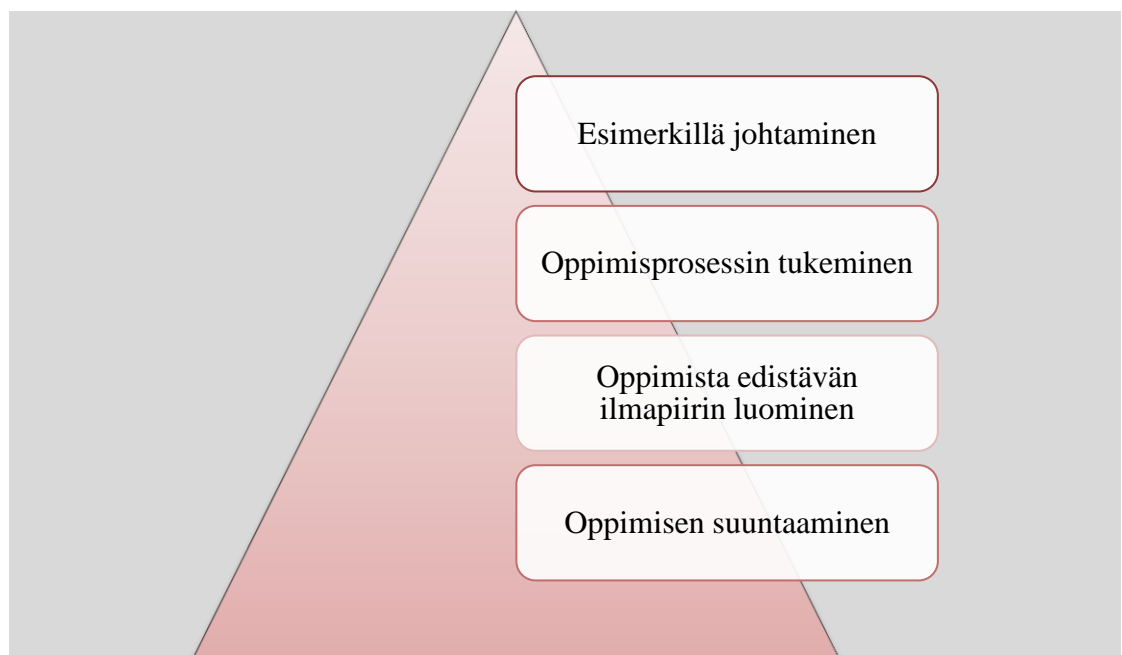 Esimerkillä johtaminen
Oppimisprosessin tukeminen
Oppimista edistävän
ilmapiirin luominen
Oppimisen suuntaaminen